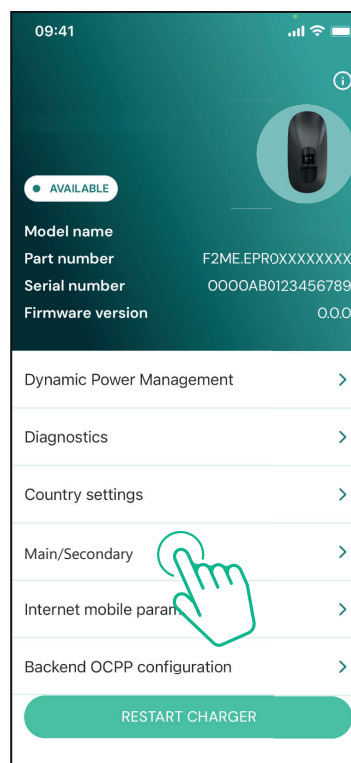 09:41
AVAILABLE
Model name
Part number F2ME.EPR0XXXXXXXX
Serial number 0000AB0123456789
Firmware version 0.0.0
Dynamic Power Management
Diagnostics
Country settings
Main/Secondary
Internet mobile param
Backend OCPP configuration
RESTART CHARGER